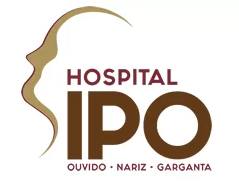 HOSPITAL
IPO
OUVIDO • NARIZ • GARGANTA